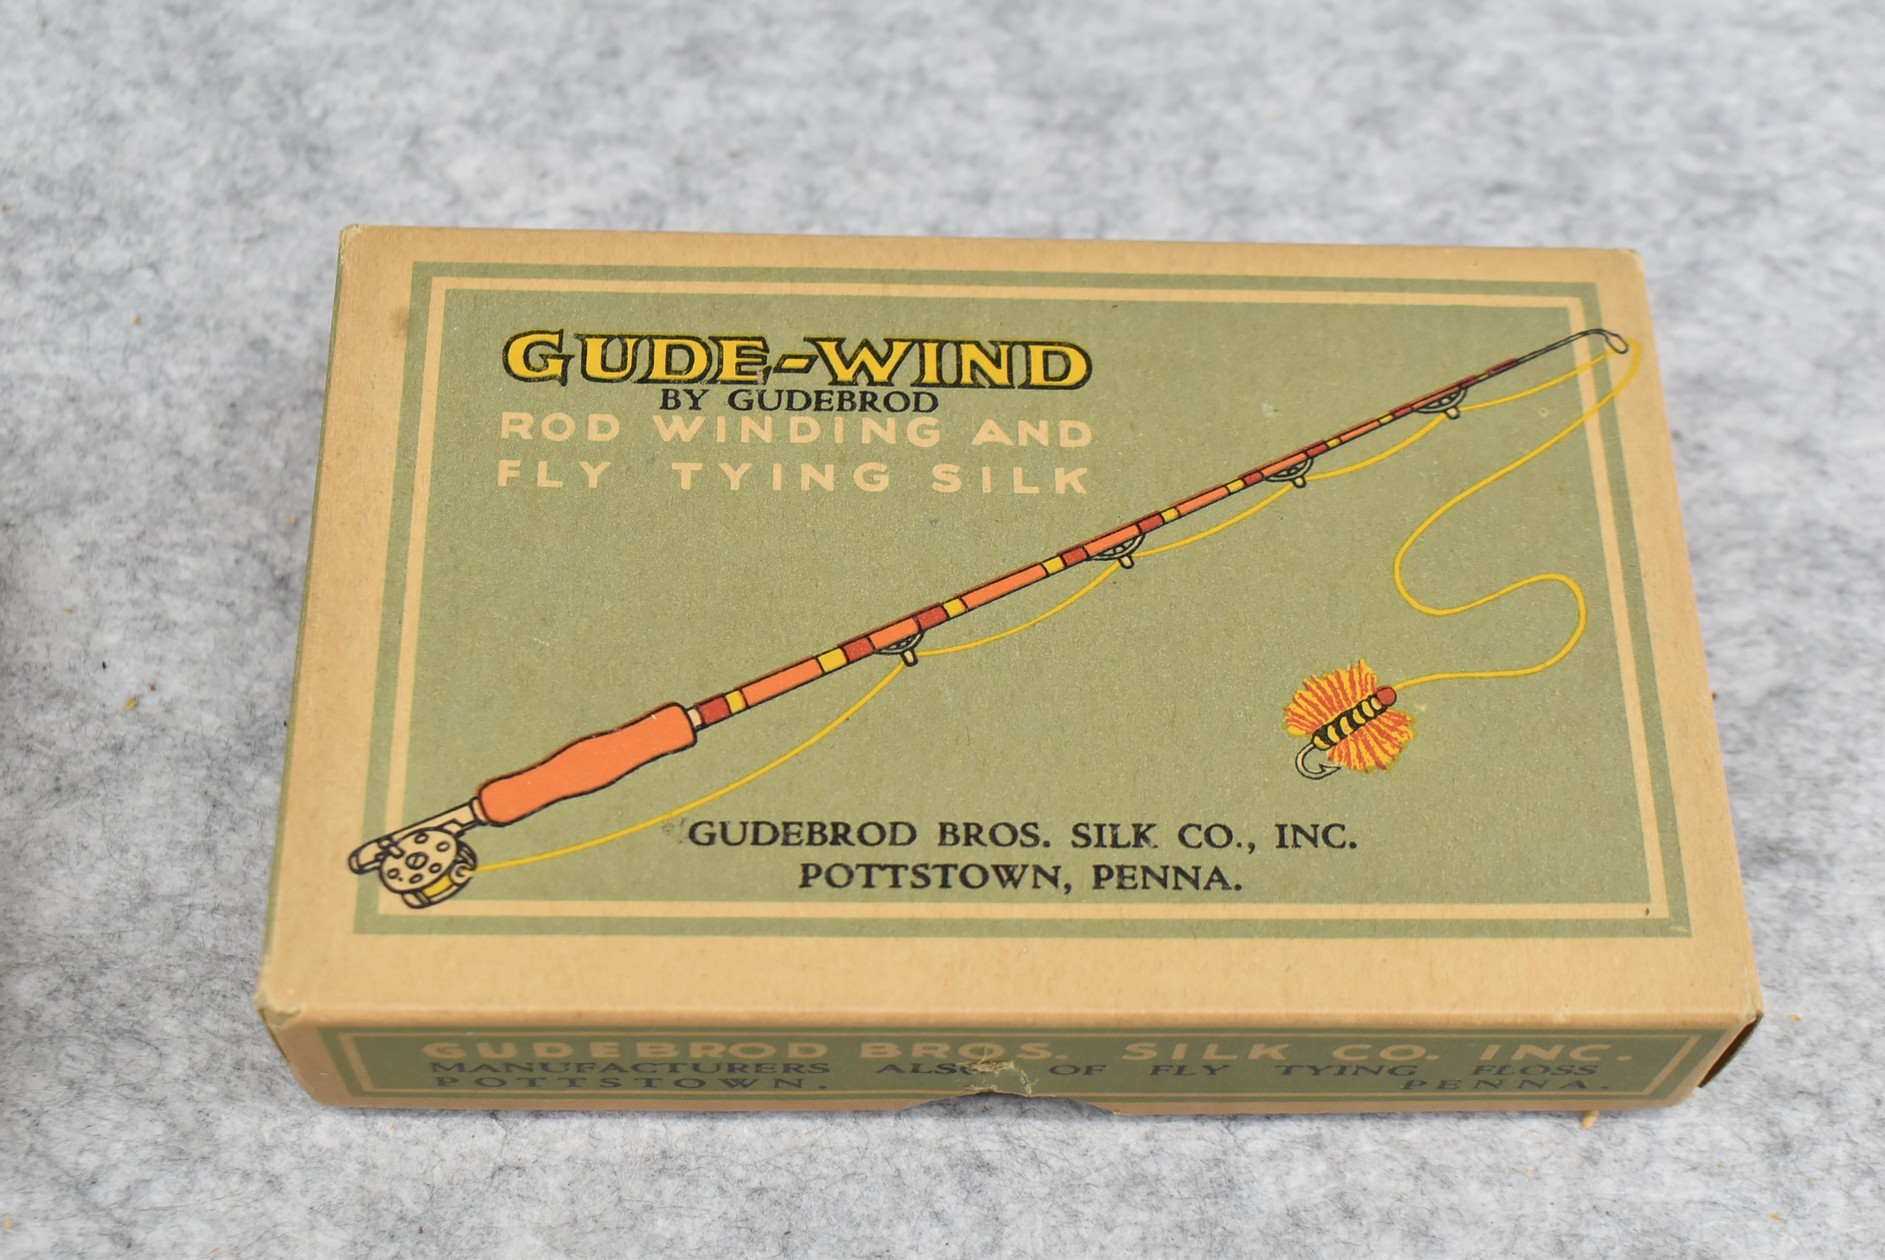 GUDE-WIND
BY GUDEBROD
ROD WINDING AND
FLY TYING SILK
GUDEBROD BROS. SILK CO., INC.
POTTSTOWN, PENNA.
GUDEBROD BROS. SILK CO. INC.
MANUFACTURERS ALSO OF FLY TYING FLOSS
POTTSTOWN. PENNA.